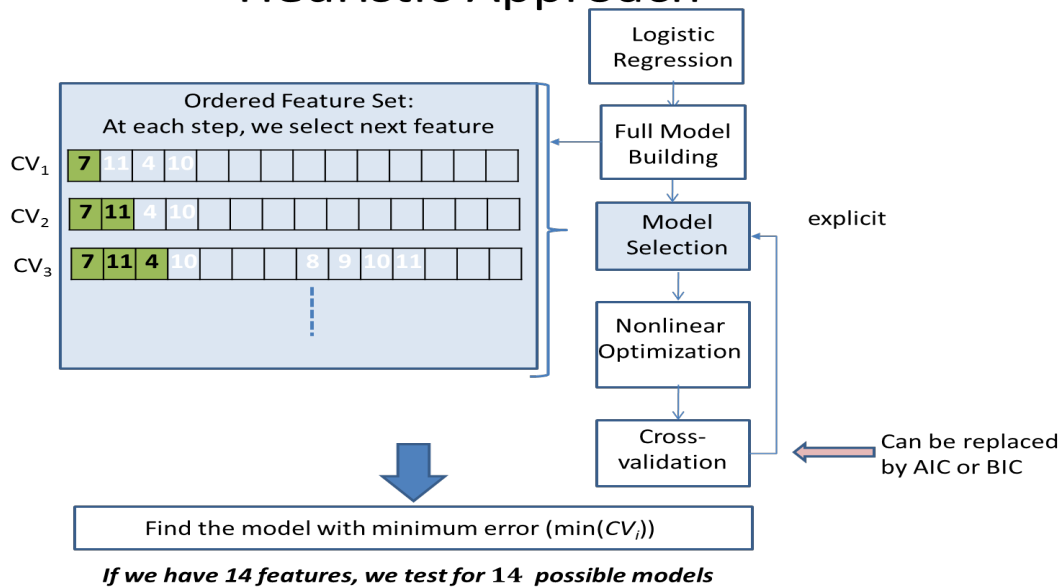 Heuristic Approach
Logistic
Regression
Ordered Feature Set:
At each step, we select next feature
Full Model
Building
CV1 7 11 4 10
CV2 7 11 4 10
CV3 7 11 4 10 8 9 10 11
Model
Selection
explicit
Nonlinear
Optimization
Cross-
validation
Can be replaced
by AIC or BIC
Find the model with minimum error (min(CVi))
If we have 14 features, we test for 14 possible models